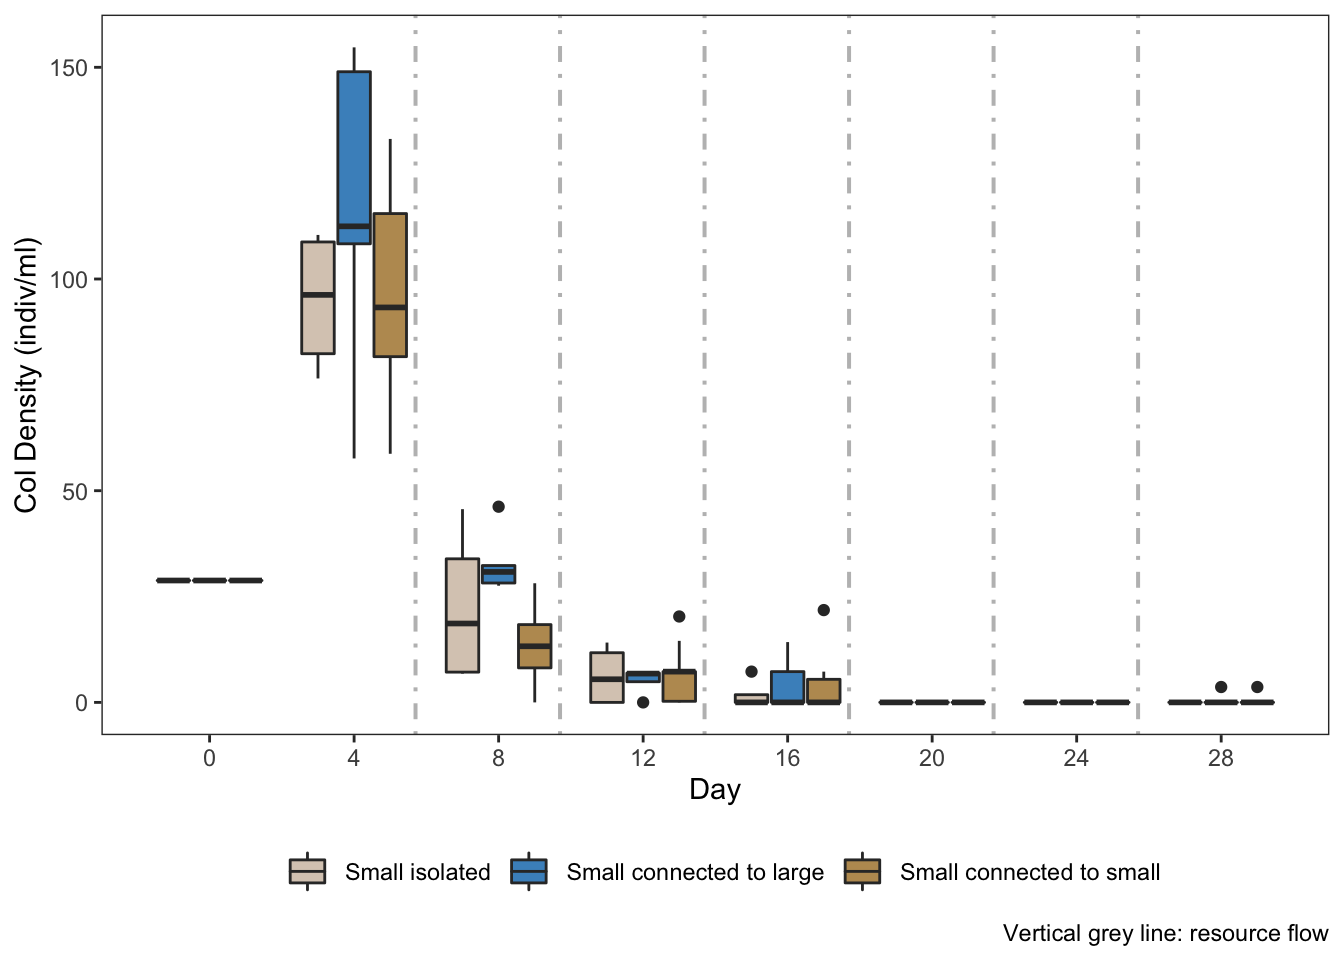 150
100
50
0
Col Density (indiv/ml)
0 4 8 12 16 20 24 28
Day
Small isolated Small connected to large Small connected to small
Vertical grey line: resource flow